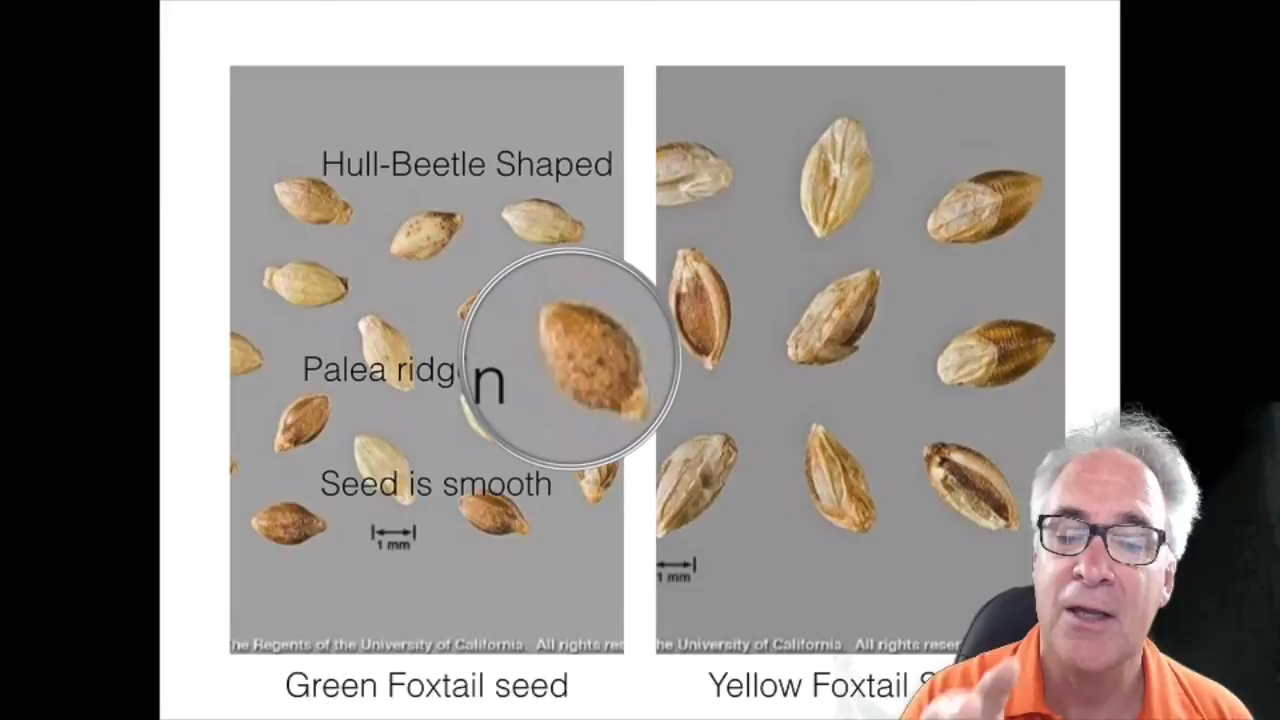 Hull-Beetle Shaped
Palea ridg
n
Seed is smooth
1 mm
he Regents of the University of California. All rights res
Green Foxtail seed
1 mm
he University of California. All rights reser
Yellow Foxtail S